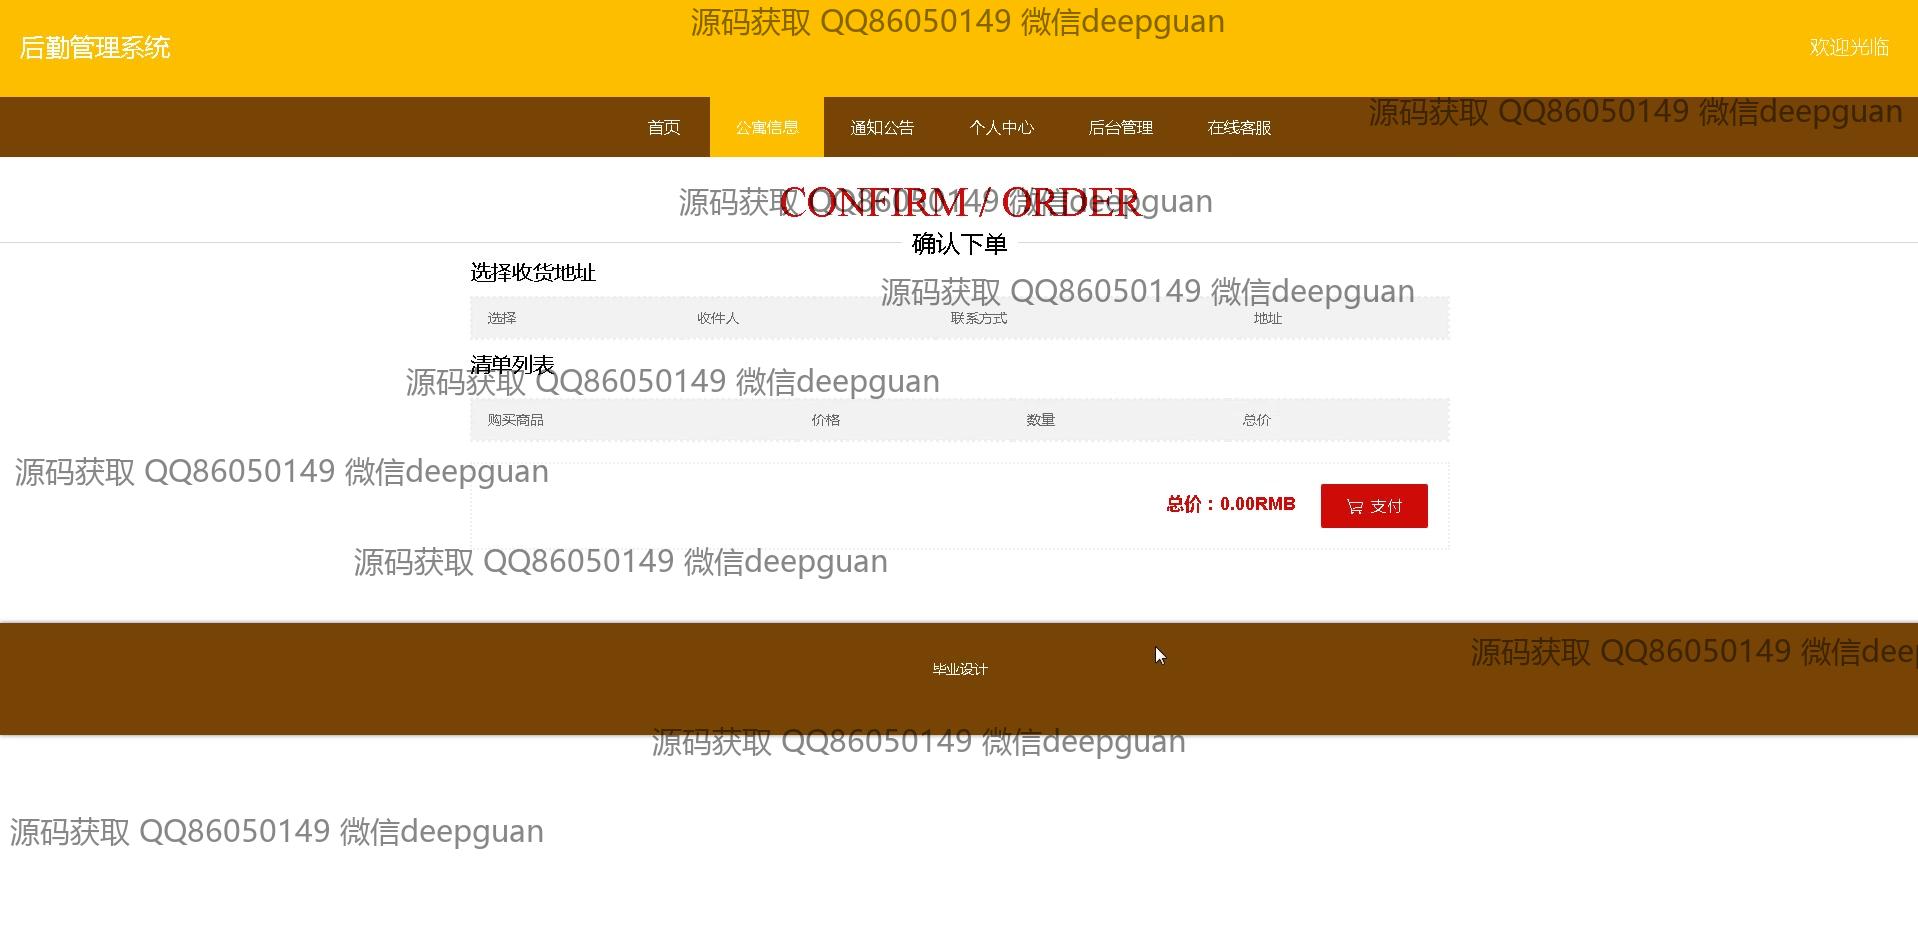 源码获取 QQ86050149 微信deepguan
后勤管理系统
欢迎光临
源码获取 QQ86050149 微信deepguan
首页 公寓信息 通知公告 个人中心 后台管理 在线客服
源码获取 QQ86050149 微信deepguan
CONFIRM / ORDER
确认下单
选择收货地址
源码获取 QQ86050149 微信deepguan
选择 收件人 联系方式 地址
清单列表
源码获取 QQ86050149 微信deepguan
购买商品 价格 数量 总价
源码获取 QQ86050149 微信deepguan
总价：0.00RMB 支付
源码获取 QQ86050149 微信deepguan
源码获取 QQ86050149 微信deep
毕业设计
源码获取 QQ86050149 微信deepguan
源码获取 QQ86050149 微信deepguan